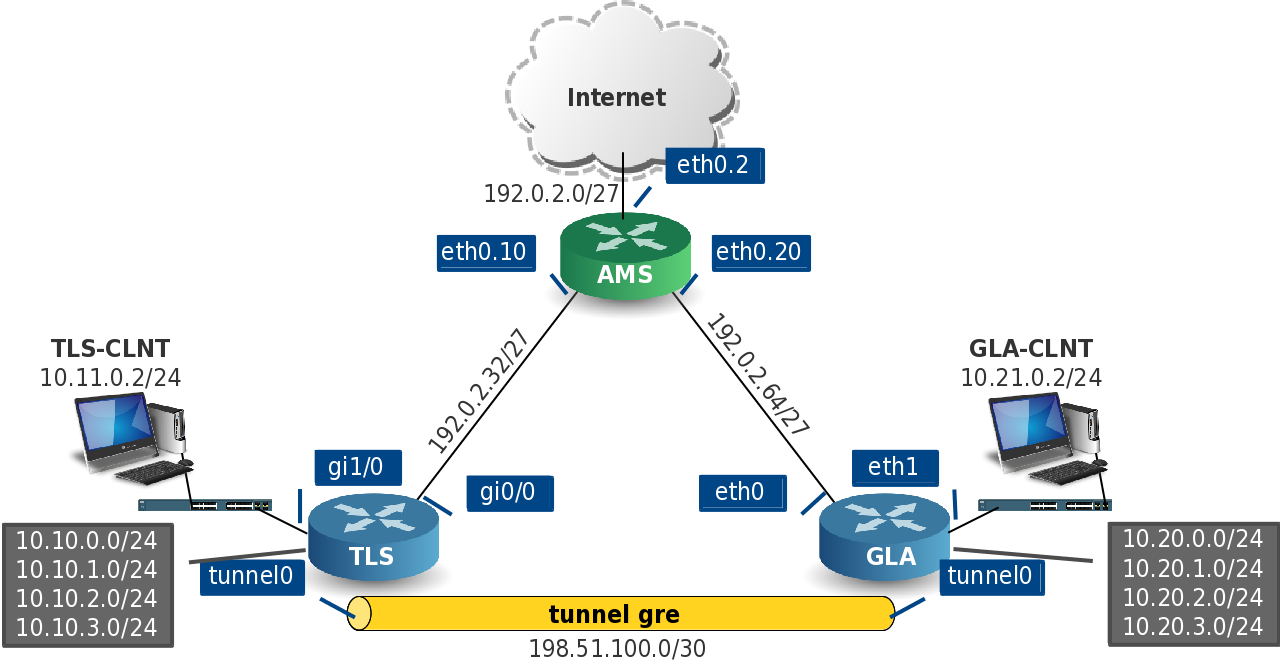 Internet
eth0.2
192.0.2.0/27
eth0.10
eth0.20
AMS
192.0.2.32/27
192.0.2.64/27
TLS-CLNT
10.11.0.2/24
GLA-CLNT
10.21.0.2/24
gi1/0
gi0/0
eth0
eth1
TLS
GLA
10.10.0.0/24
10.10.1.0/24
10.10.2.0/24
10.10.3.0/24
tunnel0
tunnel0
10.20.0.0/24
10.20.1.0/24
10.20.2.0/24
10.20.3.0/24
tunnel gre
198.51.100.0/30